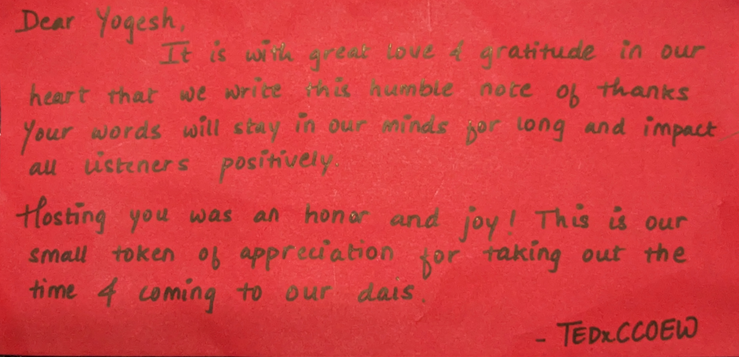 Dear Yogesh,
It is with great love & gratitude in our
heart that we write this humble note of thanks
Your words will stay in our minds for long and impact
all listeners positively.
Hosting you was an honor and joy! This is our
small token of appreciation for taking out the
time & coming to our dais.
- TEDxCCOEW